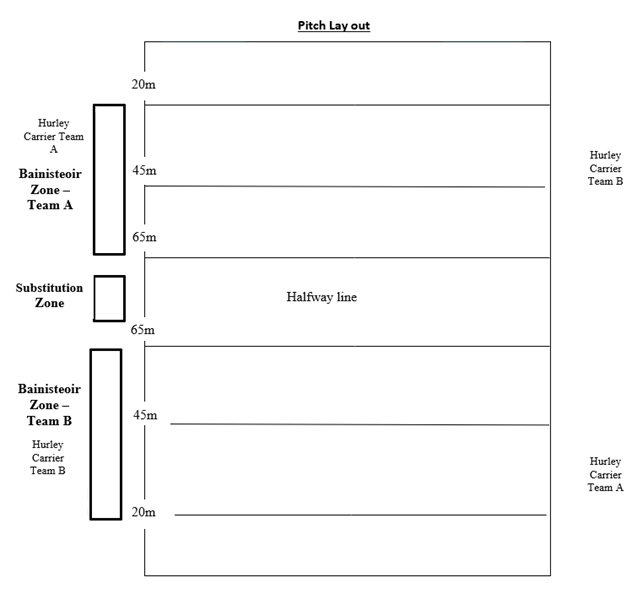 Pitch Lay out
20m
Hurley
Carrier Team
A
Bainisteoir
Zone –
Team A
45m
65m
Hurley
Carrier
Team B
Substitution
Zone
Halfway line
65m
Bainisteoir
Zone –
Team B
45m
Hurley
Carrier
Team B
20m
Hurley
Carrier
Team A